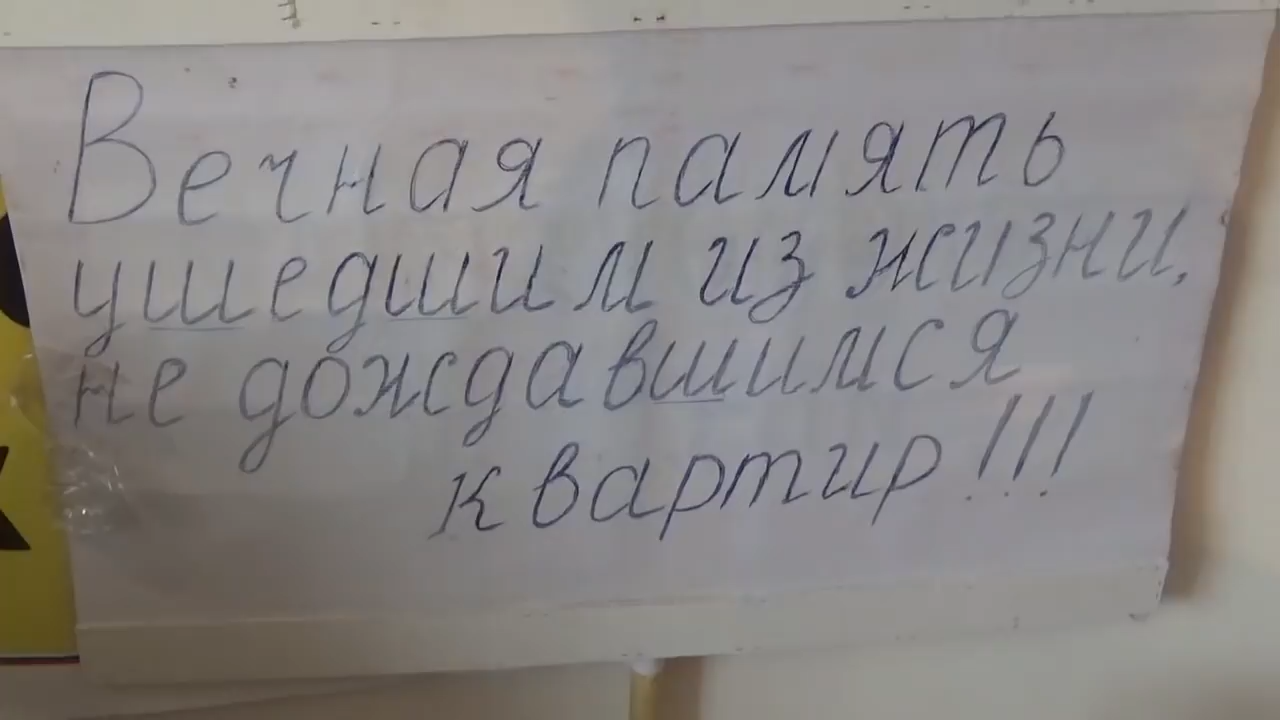 Вечная память
ушедшим из жизни,
не дождавшимся
квартир!!!